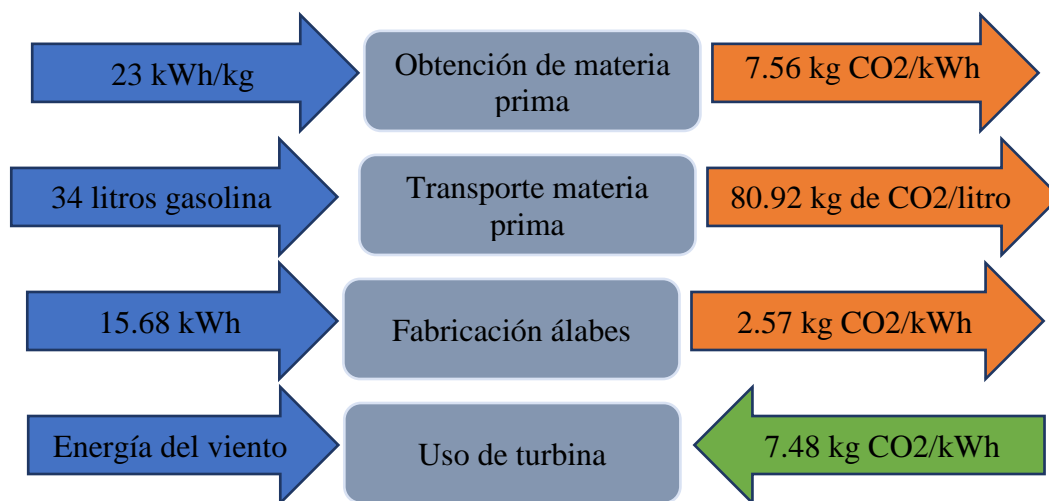 23 kWh/kg
Obtención de materia
prima
7.56 kg CO2/kWh
34 litros gasolina
Transporte materia
prima
80.92 kg de CO2/litro
15.68 kWh
Fabricación álabes
2.57 kg CO2/kWh
Energía del viento
Uso de turbina
7.48 kg CO2/kWh